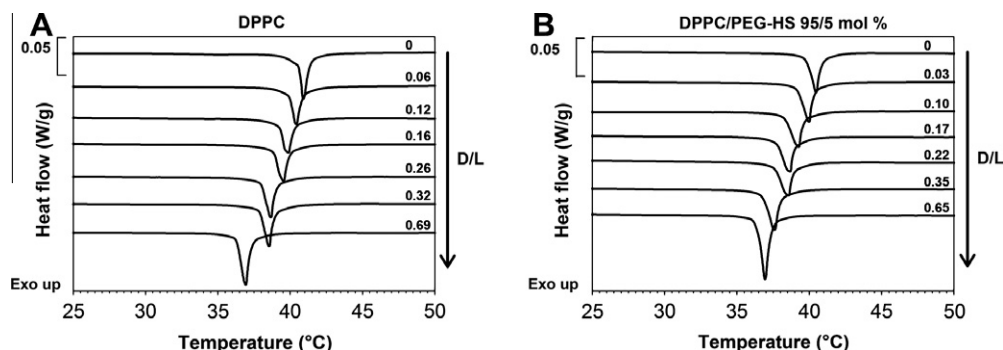 A
DPPC
0.05
0
0.06
0.12
0.16
0.26
0.32
0.69
D/L
Heat flow (W/g)
Exo up
25 30 35 40 45 50
Temperature (°C)
B
DPPC/PEG-HS 95/5 mol %
0.05
0
0.03
0.10
0.17
0.22
0.35
0.65
D/L
Heat flow (W/g)
Exo up
25 30 35 40 45 50
Temperature (°C)